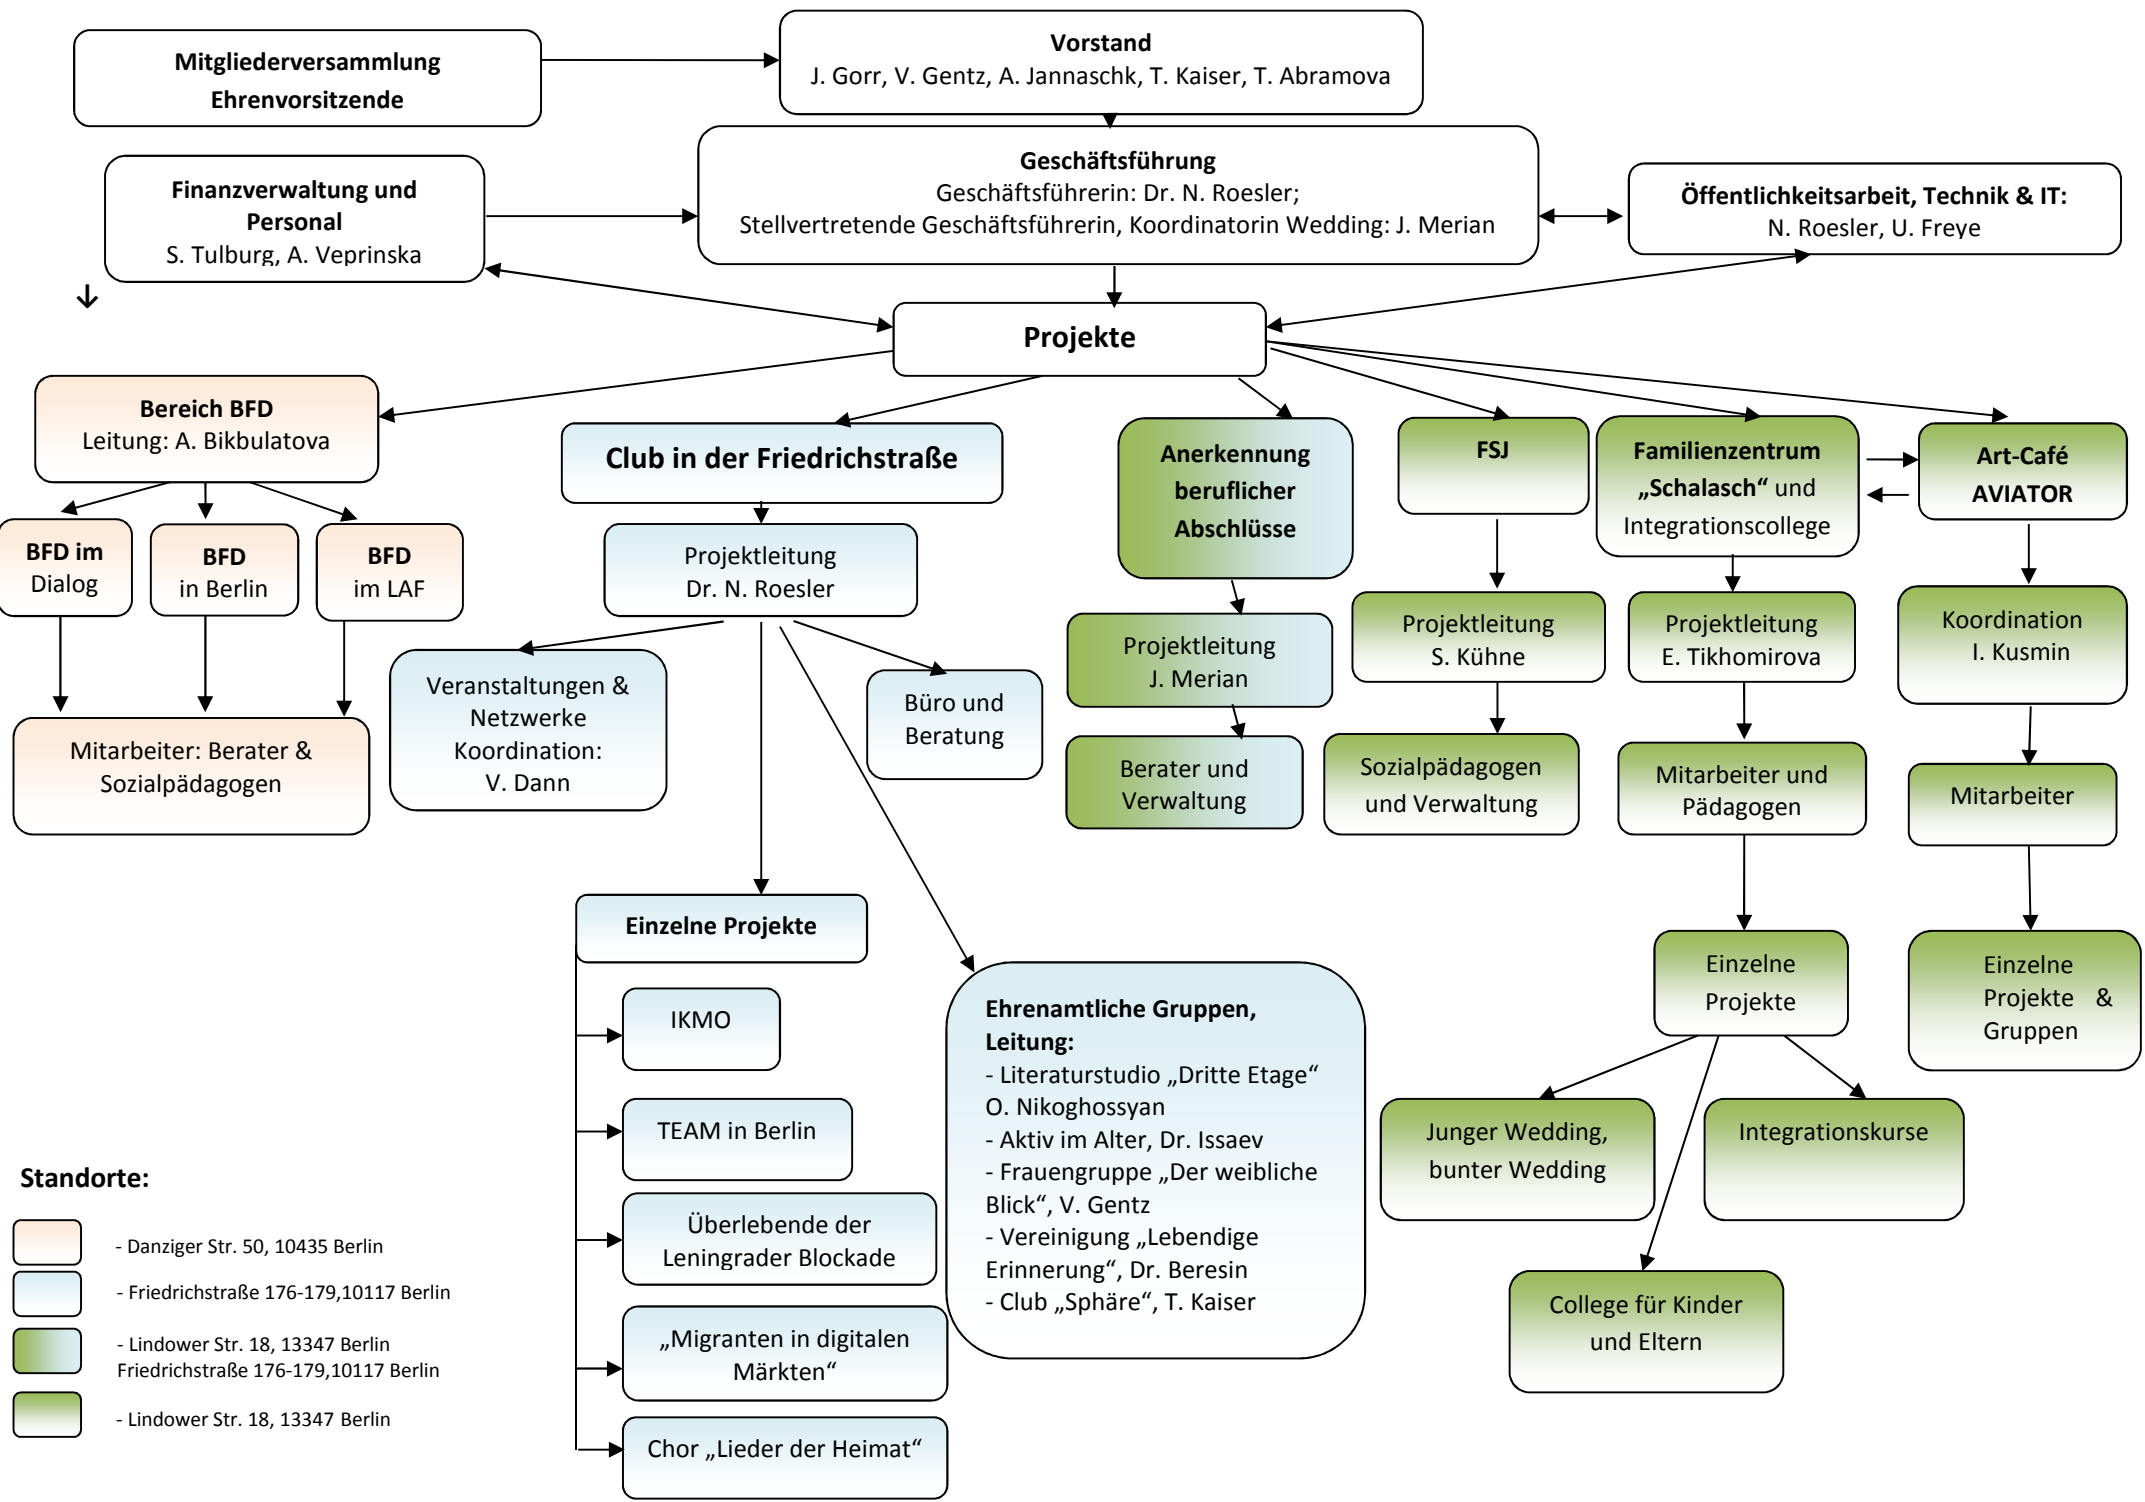 Mitgliederversammlung
Ehrenvorsitzende
Vorstand
J. Gorr, V. Gentz, A. Jannaschk, T. Kaiser, T. Abramova
Finanzverwaltung und
Personal
S. Tulburg, A. Veprinska
Geschäftsführung
Geschäftsführerin: Dr. N. Roesler;
Stellvertretende Geschäftsführerin, Koordinatorin Wedding: J. Merian
Öffentlichkeitsarbeit, Technik & IT:
N. Roesler, U. Freye
Projekte
Bereich BFD
Leitung: A. Bikbulatova
BFD im
Dialog
BFD
in Berlin
BFD
im LAF
Mitarbeiter: Berater &
Sozialpädagogen
Club in der Friedrichstraße
Projektleitung
Dr. N. Roesler
Veranstaltungen &
Netzwerke
Koordination:
V. Dann
Büro und
Beratung
Einzelne Projekte
IKMO
TEAM in Berlin
Überlebende der
Leningrader Blockade
„Migranten in digitalen
Märkten“
Chor „Lieder der Heimat“
Ehrenamtliche Gruppen,
Leitung:
- Literaturstudio „Dritte Etage“
O. Nikoghossyan
- Aktiv im Alter, Dr. Issaev
- Frauengruppe „Der weibliche
Blick“, V. Gentz
- Vereinigung „Lebendige
Erinnerung“, Dr. Beresin
- Club „Sphäre“, T. Kaiser
Anerkennung
beruflicher
Abschlüsse
Projektleitung
J. Merian
Berater und
Verwaltung
FSJ
Projektleitung
S. Kühne
Sozialpädagogen
und Verwaltung
Familienzentrum
„Schalasch“ und
Integrationscollege
Projektleitung
E. Tikhomirova
Mitarbeiter und
Pädagogen
Einzelne
Projekte
Junger Wedding,
bunter Wedding
Integrationskurse
College für Kinder
und Eltern
Art-Café
AVIATOR
Koordination
I. Kusmin
Mitarbeiter
Einzelne
Projekte &
Gruppen
Standorte:
- Danziger Str. 50, 10435 Berlin
- Friedrichstraße 176-179,10117 Berlin
- Lindower Str. 18, 13347 Berlin
Friedrichstraße 176-179,10117 Berlin
- Lindower Str. 18, 13347 Berlin